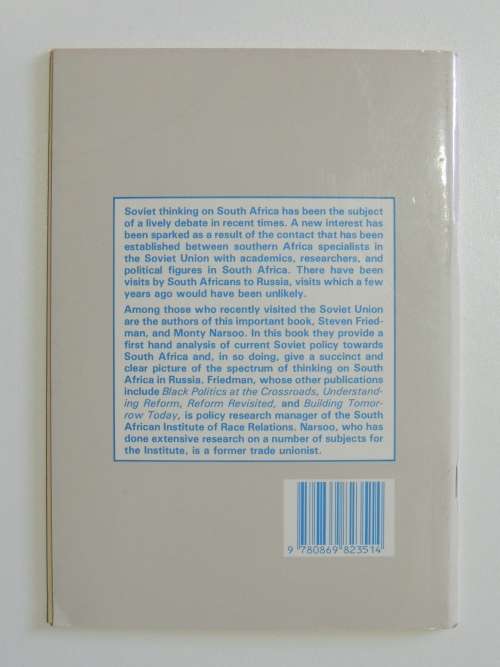 Soviet thinking on South Africa has been the subject
of a lively debate in recent times. A new interest has
been sparked as a result of the contact that has been
established between southern Africa specialists in
the Soviet Union with academics, researchers, and
political figures in South Africa. There have been
visits by South Africans to Russia, visits which a few
years ago would have been unlikely.
Among those who recently visited the Soviet Union
are the authors of this important book, Steven Fried-
man, and Monty Narsoo. In this book they provide a
first hand analysis of current Soviet policy towards
South Africa and, in so doing, give a succinct and
clear picture of the spectrum of thinking on South
Africa in Russia. Friedman, whose other publications
include Black Politics at the Crossroads, Understand-
ing Reform, Reform Revisited, and Building Tomor-
row Today, is policy research manager of the South
African Institute of Race Relations. Narsoo, who has
done extensive research on a number of subjects for
the Institute, is a former trade unionist.
9 780869 823514